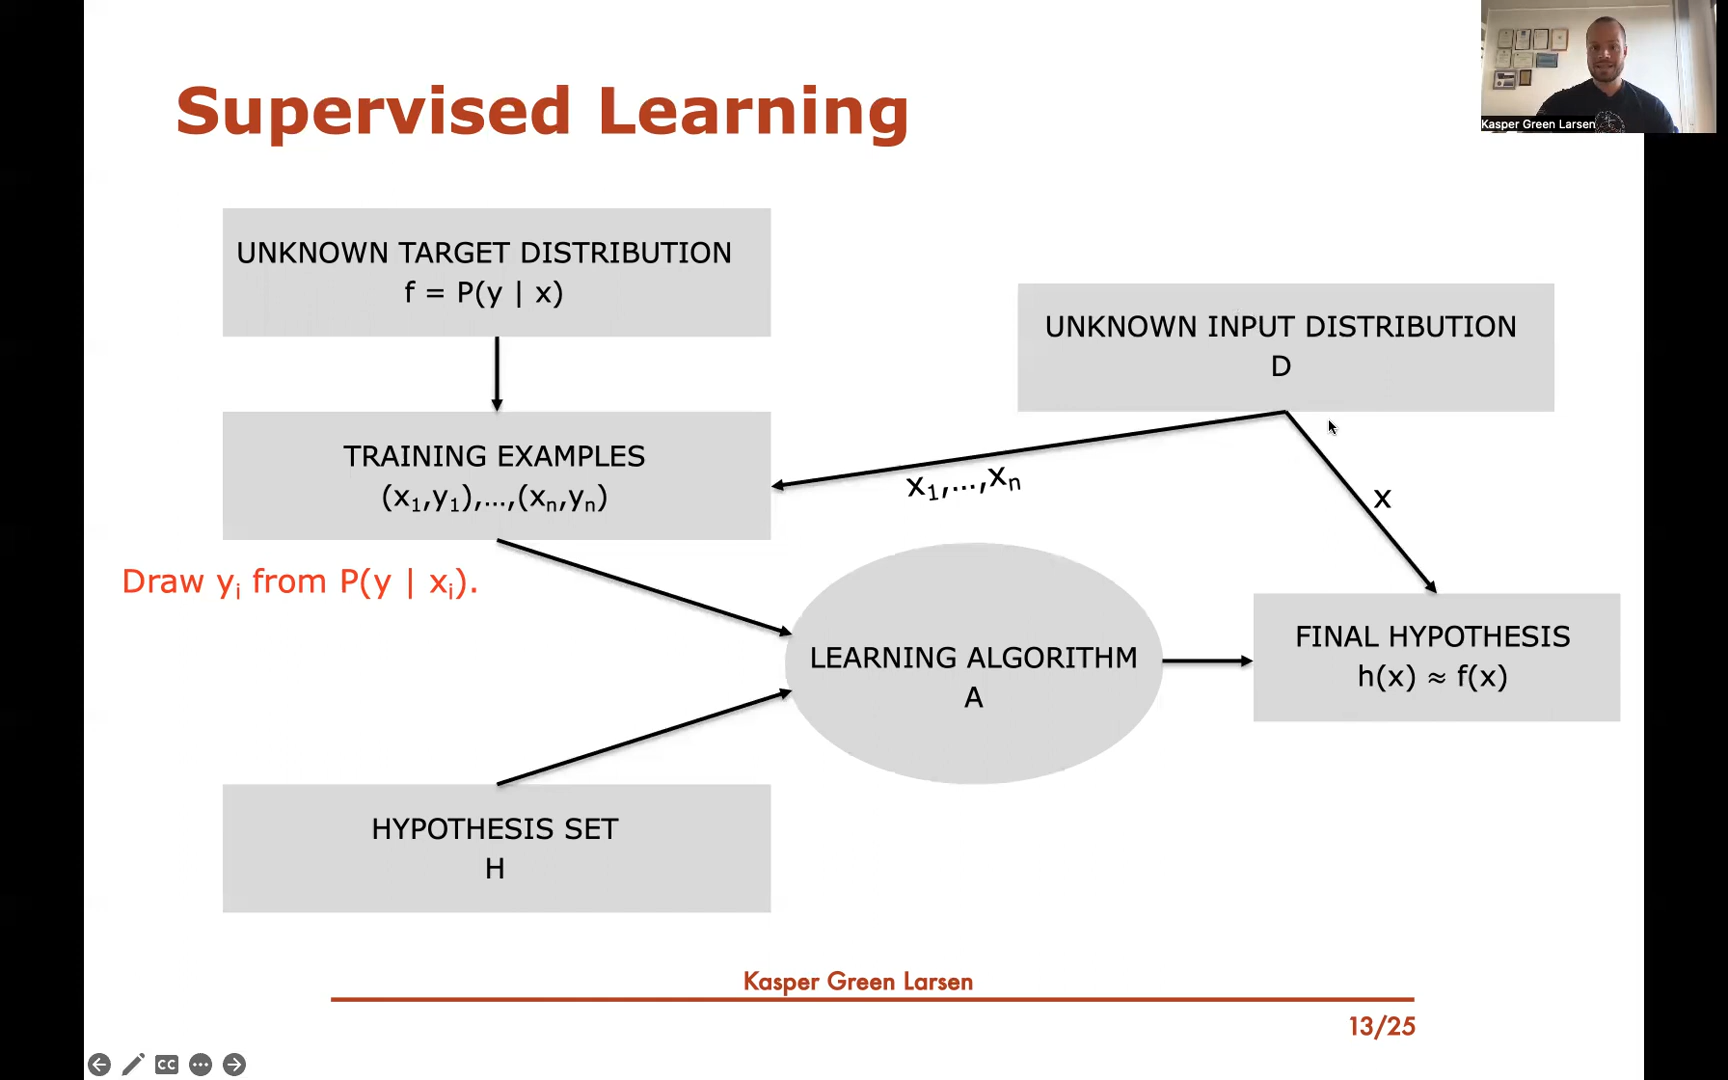 Supervised Learning
Kasper Green Larsen
UNKNOWN TARGET DISTRIBUTION
f = P(y | x)
UNKNOWN INPUT DISTRIBUTION
D
TRAINING EXAMPLES
(x₁,y₁),...,(xₙ,yₙ)
x₁,...,xₙ
x
Draw yᵢ from P(y | xᵢ).
LEARNING ALGORITHM
A
FINAL HYPOTHESIS
h(x) ≈ f(x)
HYPOTHESIS SET
H
Kasper Green Larsen
13/25
CC